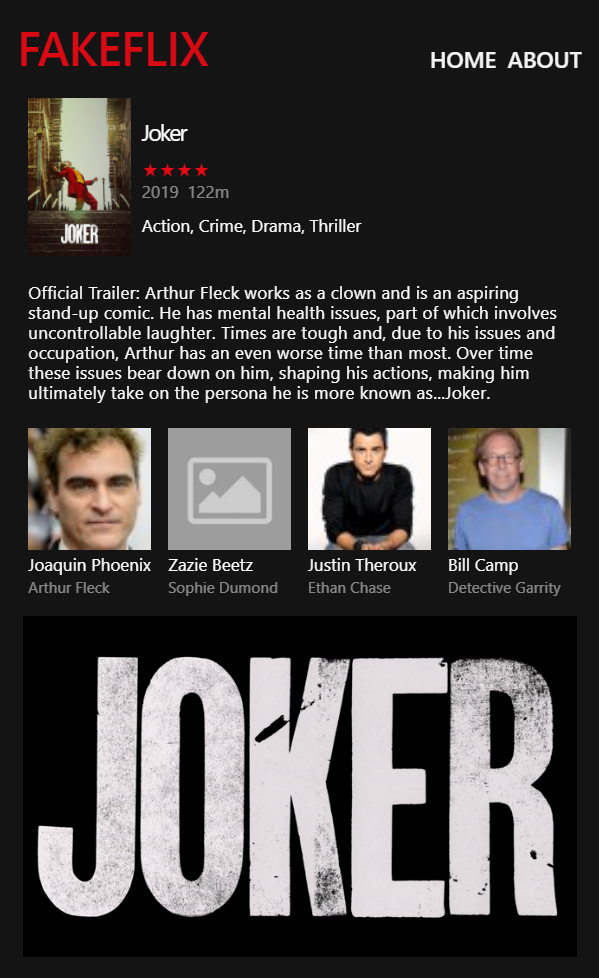 FAKEFLIX
HOME ABOUT
Joker
★★★★
2019 122m
Action, Crime, Drama, Thriller
JOKER
Official Trailer: Arthur Fleck works as a clown and is an aspiring
stand-up comic. He has mental health issues, part of which involves
uncontrollable laughter. Times are tough and, due to his issues and
occupation, Arthur has an even worse time than most. Over time
these issues bear down on him, shaping his actions, making him
ultimately take on the persona he is more known as...Joker.
Joaquin Phoenix Zazie Beetz Justin Theroux Bill Camp
Arthur Fleck Sophie Dumond Ethan Chase Detective Garrity
JOKER